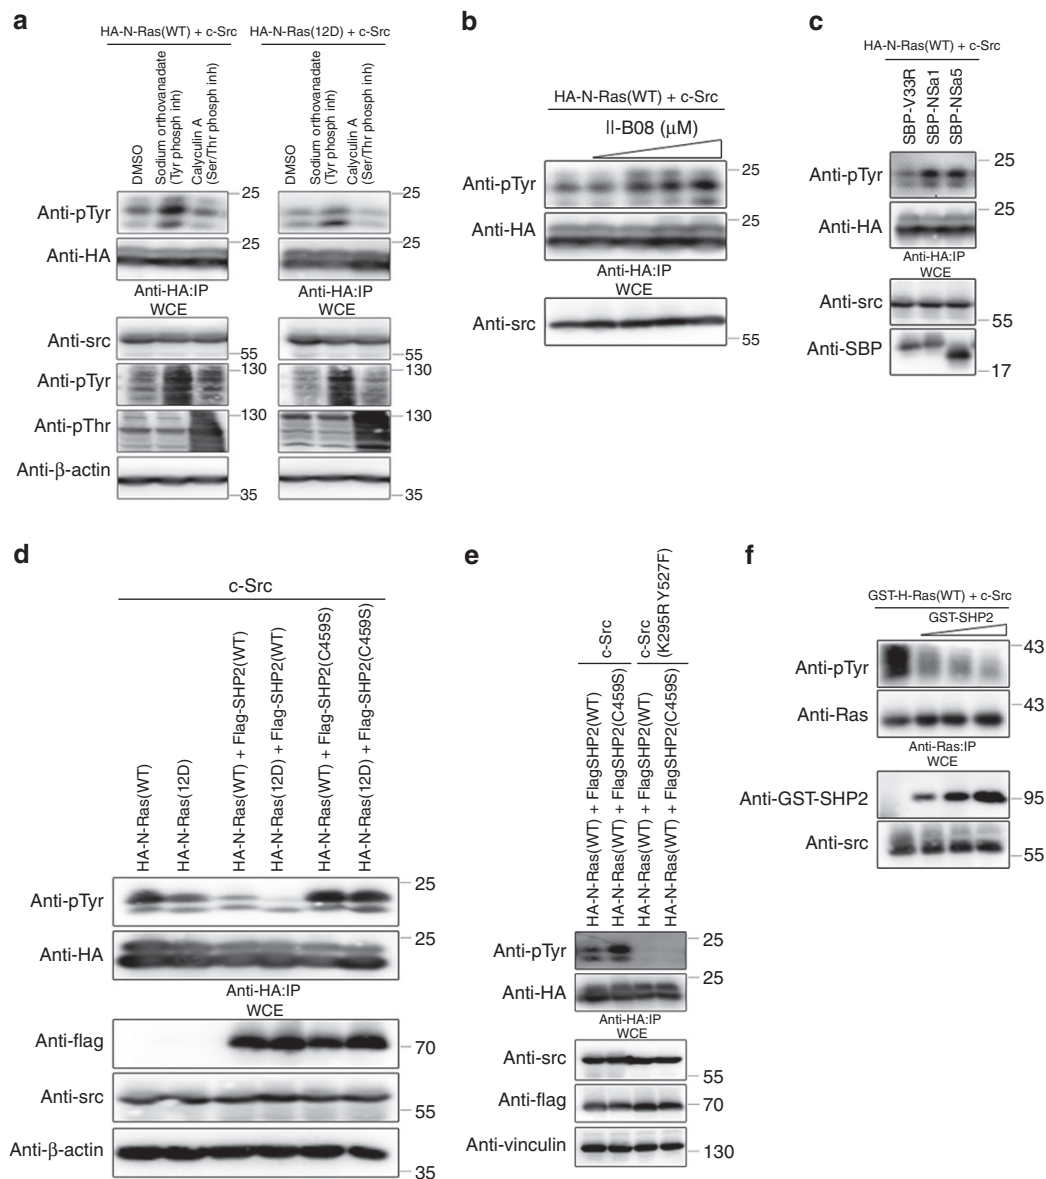 a
HA-N-Ras(WT) + c-Src
HA-N-Ras(12D) + c-Src
DMSO
Sodium orthovanadate
(Tyr phosph inh)
Calyculin A
(Ser/Thr phosph inh)
DMSO
Sodium orthovanadate
(Tyr phosph inh)
Calyculin A
(Ser/Thr phosph inh)
Anti-pTyr
25
25
Anti-HA
25
25
Anti-HA:IP
Anti-HA:IP
WCE
WCE
Anti-src
55
55
Anti-pTyr
130
130
Anti-pThr
130
130
Anti-β-actin
35
35
b
HA-N-Ras(WT) + c-Src
II-B08 (μM)
Anti-pTyr
25
Anti-HA
25
Anti-HA:IP
WCE
Anti-src
55
c
HA-N-Ras(WT) + c-Src
SBP-V33R
SBP-NSa1
SBP-NSa5
Anti-pTyr
25
Anti-HA
25
Anti-HA:IP
WCE
Anti-src
55
Anti-SBP
17
d
c-Src
HA-N-Ras(WT)
HA-N-Ras(12D)
HA-N-Ras(WT) + Flag-SHP2(WT)
HA-N-Ras(12D) + Flag-SHP2(WT)
HA-N-Ras(WT) + Flag-SHP2(C459S)
HA-N-Ras(12D) + Flag-SHP2(C459S)
Anti-pTyr
25
Anti-HA
25
Anti-HA:IP
WCE
Anti-flag
70
Anti-src
55
Anti-β-actin
35
e
c-Src
c-Src
(K295R Y527F)
HA-N-Ras(WT) + FlagSHP2(WT)
HA-N-Ras(WT) + FlagSHP2(C459S)
HA-N-Ras(WT) + FlagSHP2(WT)
HA-N-Ras(WT) + FlagSHP2(C459S)
Anti-pTyr
25
Anti-HA
25
Anti-HA:IP
WCE
Anti-src
55
Anti-flag
70
Anti-vinculin
130
f
GST-H-Ras(WT) + c-Src
GST-SHP2
Anti-pTyr
43
Anti-Ras
43
Anti-Ras:IP
WCE
Anti-GST-SHP2
95
Anti-src
55